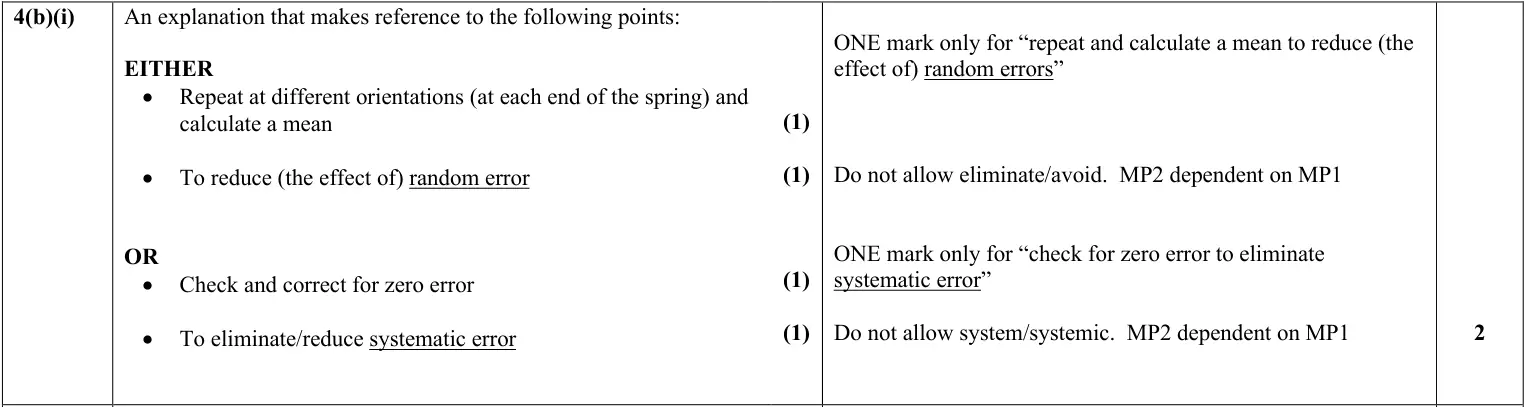 4(b)(i)
An explanation that makes reference to the following points:
EITHER
• Repeat at different orientations (at each end of the spring) and
calculate a mean
(1)
• To reduce (the effect of) random error
(1)
OR
• Check and correct for zero error
(1)
• To eliminate/reduce systematic error
(1)
ONE mark only for “repeat and calculate a mean to reduce (the
effect of) random errors”
Do not allow eliminate/avoid. MP2 dependent on MP1
ONE mark only for “check for zero error to eliminate
systematic error”
Do not allow system/systemic. MP2 dependent on MP1
2